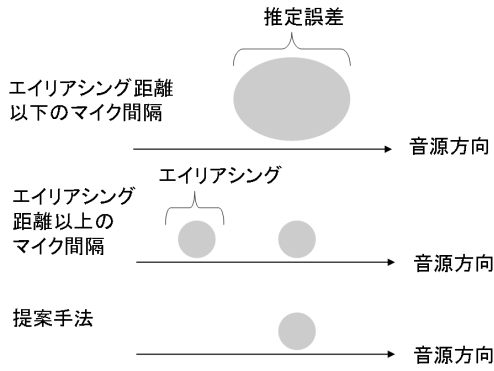 推定誤差
エイリアシング距離
以下のマイク間隔
音源方向
エイリアシング
エイリアシング
距離以上の
マイク間隔
音源方向
提案手法
音源方向